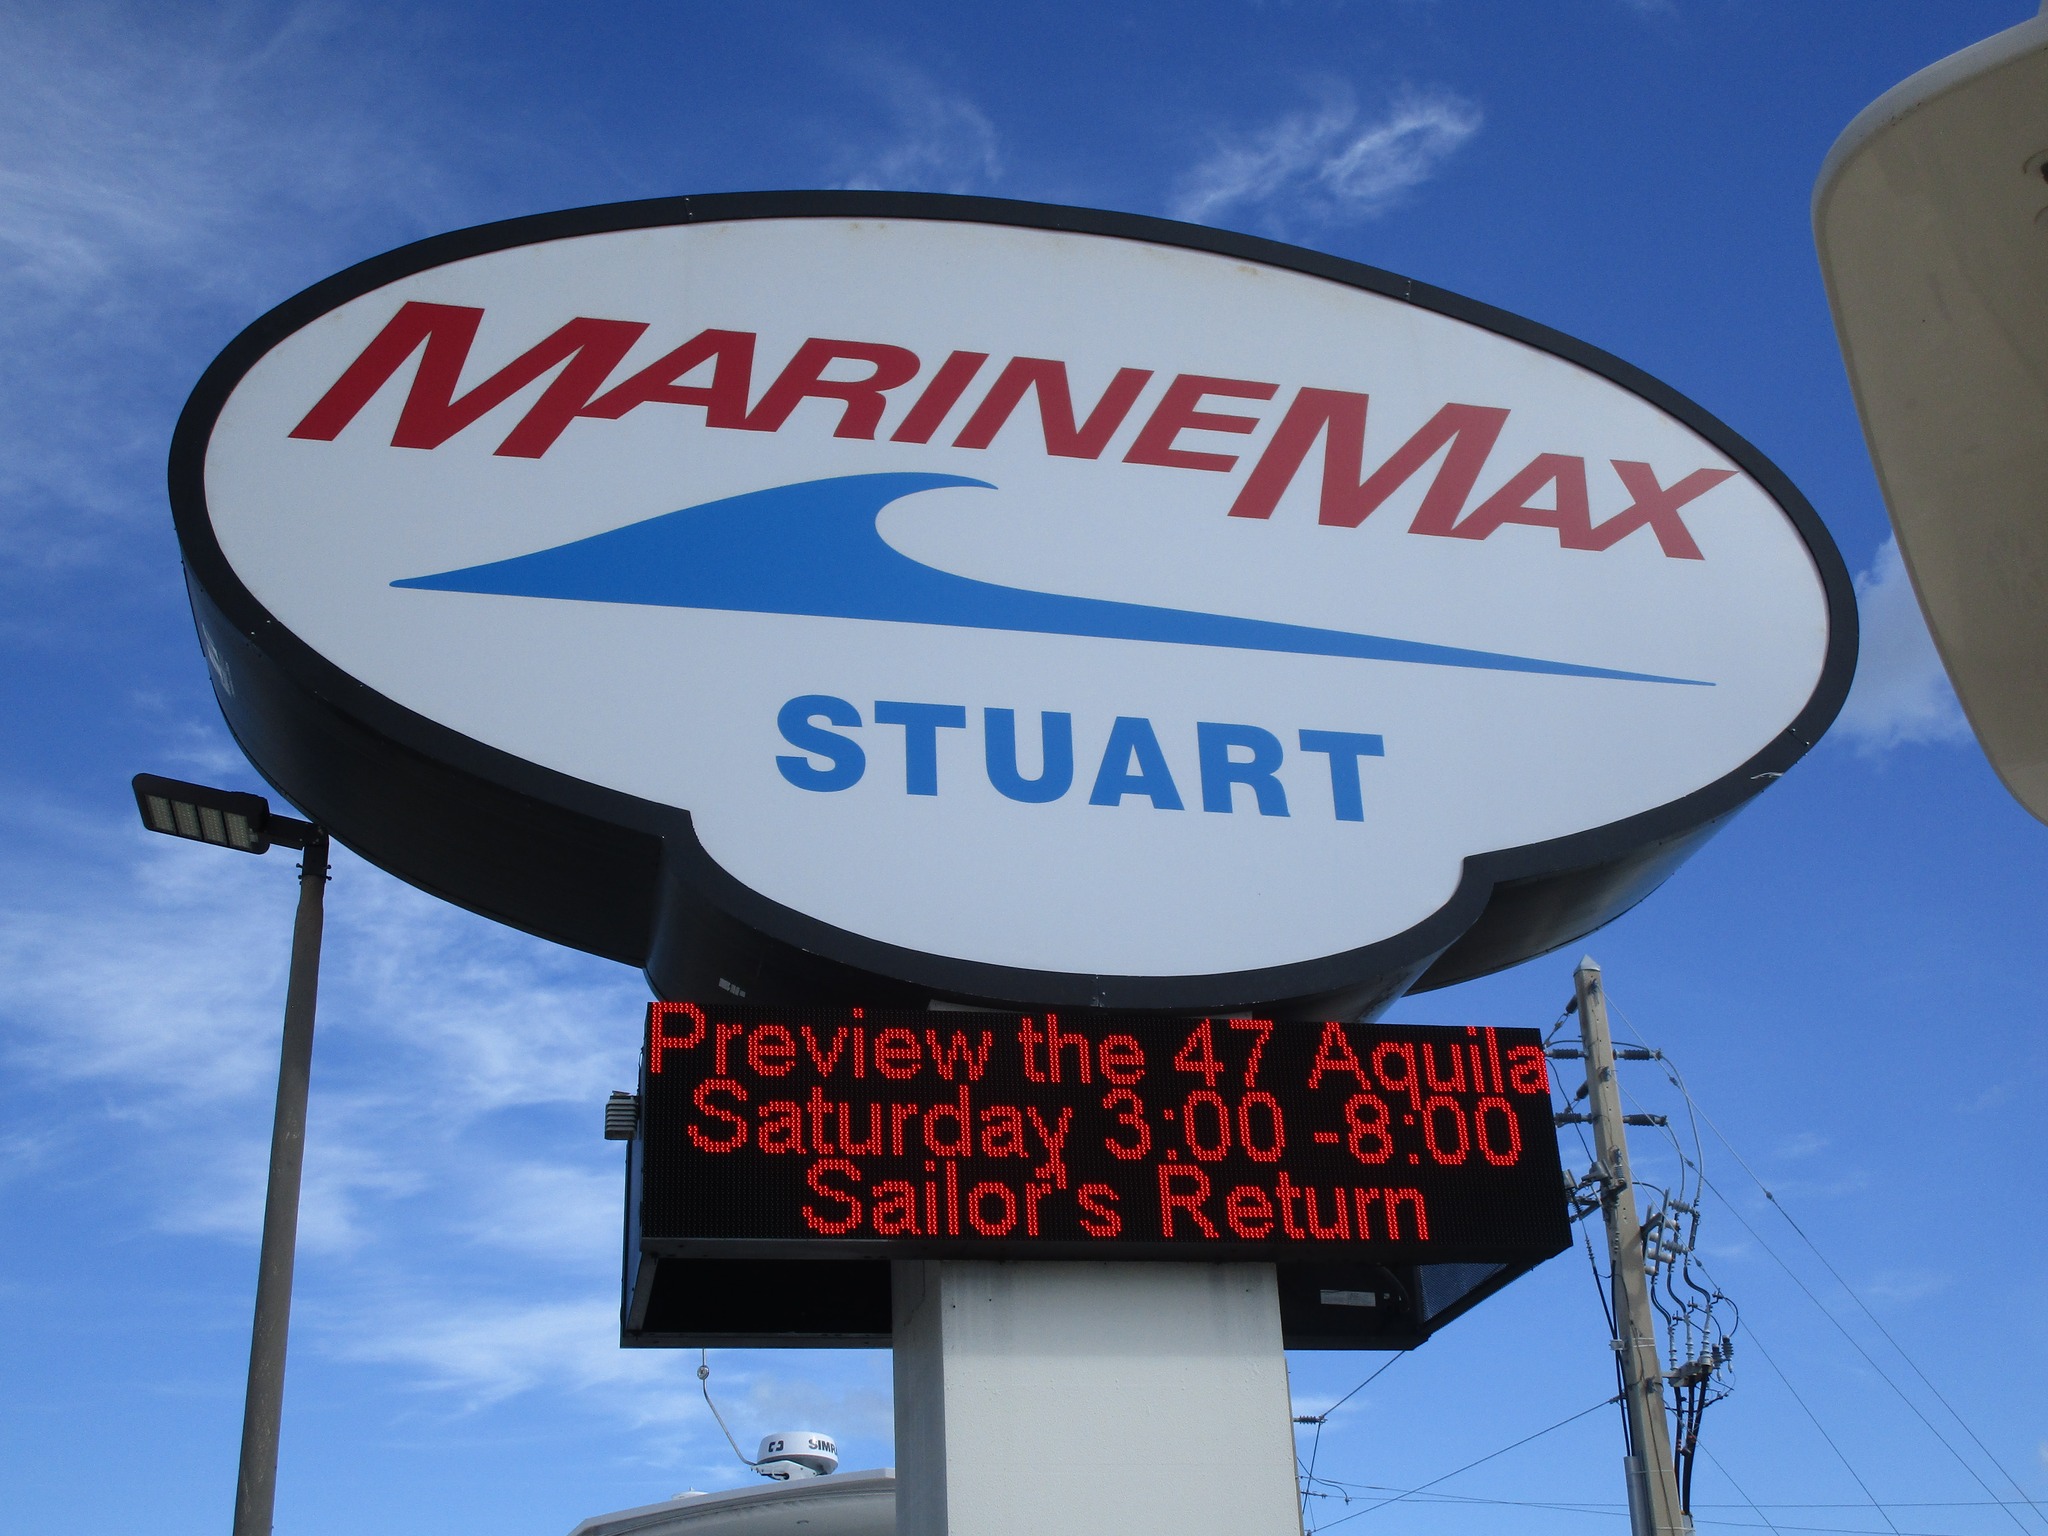 MARINEMAX
STUART
Preview the 47 Aquila
Saturday 3:00 -8:00
Sailor's Return